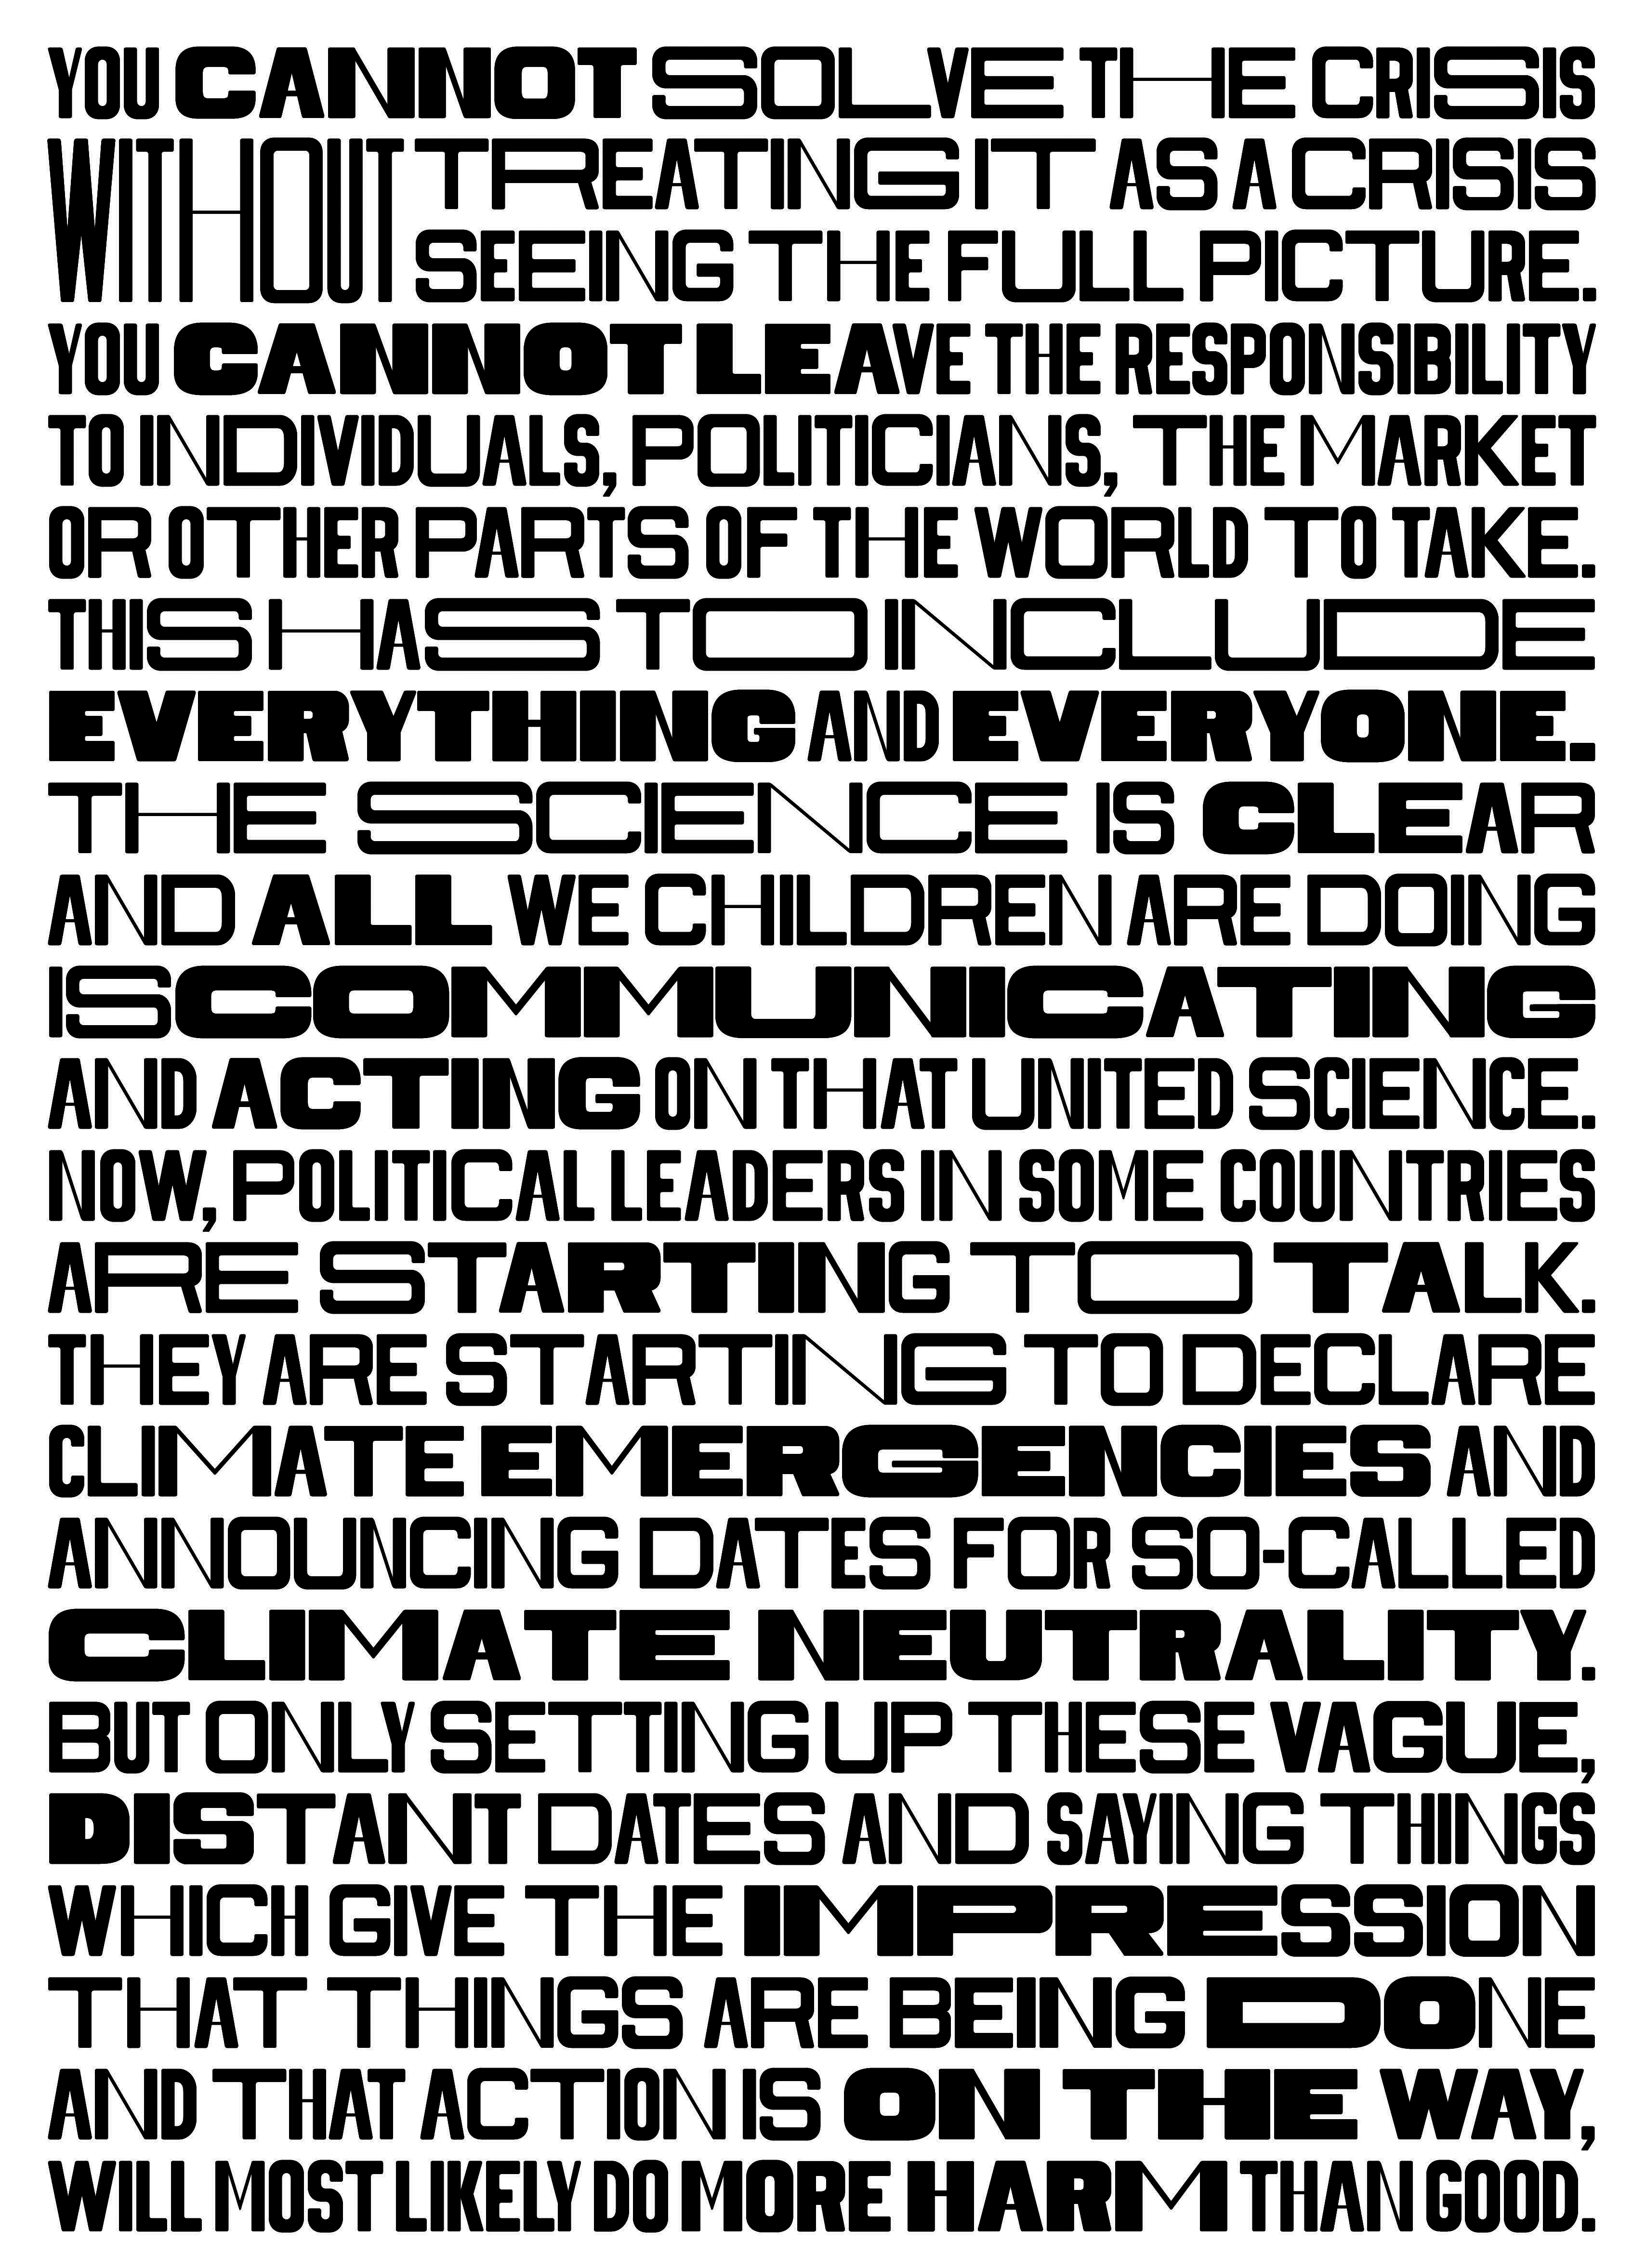 YOU CANNOT SOLVE THE CRISIS
WITHOUT TREATING IT AS A CRISIS
SEEING THE FULL PICTURE.
YOU CANNOT LEAVE THE RESPONSIBILITY
TO INDIVIDUALS, POLITICIANS, THE MARKET
OR OTHER PARTS OF THE WORLD TO TAKE.
THIS HAS TO INCLUDE
EVERYTHING AND EVERYONE.
THE SCIENCE IS CLEAR
AND ALL WE CHILDREN ARE DOING
IS COMMUNICATING
AND ACTING ON THAT UNITED SCIENCE.
NOW, POLITICAL LEADERS IN SOME COUNTRIES
ARE STARTING TO TALK.
THEY ARE STARTING TO DECLARE
CLIMATE EMERGENCIES AND
ANNOUNCING DATES FOR SO-CALLED
CLIMATE NEUTRALITY.
BUT ONLY SETTING UP THESE VAGUE,
DISTANT DATES AND SAYING THINGS
WHICH GIVE THE IMPRESSION
THAT THINGS ARE BEING DONE
AND THAT ACTION IS ON THE WAY,
WILL MOST LIKELY DO MORE HARM THAN GOOD.